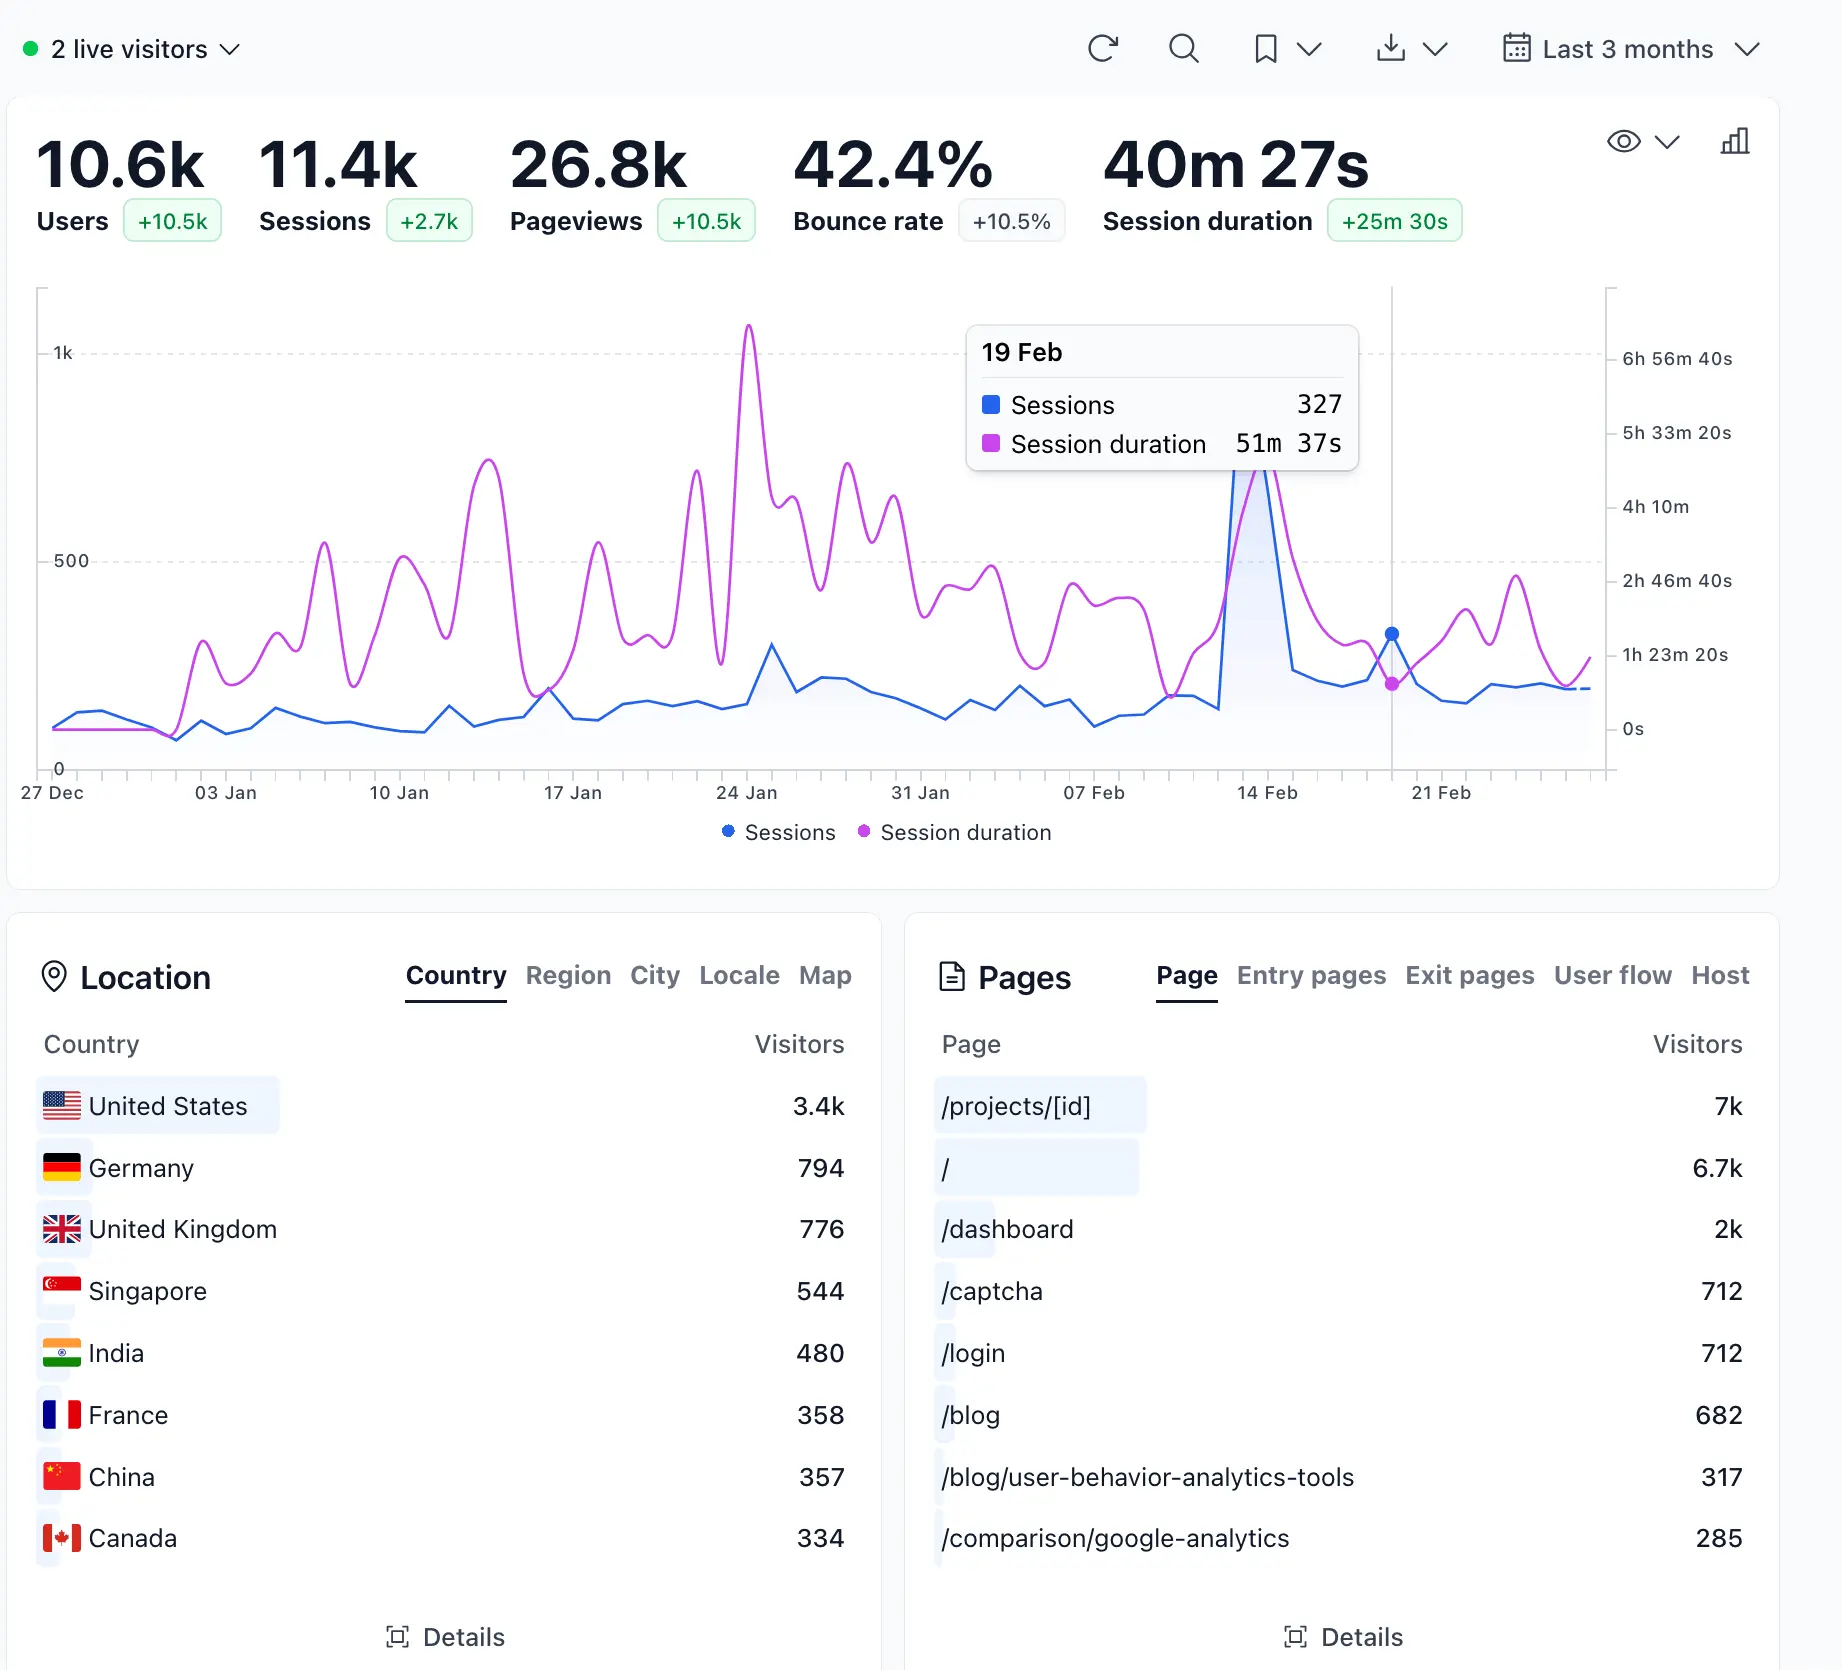 2 live visitors
Last 3 months
10.6k 11.4k 26.8k 42.4% 40m 27s
Users +10.5k Sessions +2.7k Pageviews +10.5k Bounce rate +10.5% Session duration +25m 30s
1k
500
0
19 Feb
Sessions 327
Session duration 51m 37s
6h 56m 40s
5h 33m 20s
4h 10m
2h 46m 40s
1h 23m 20s
0s
27 Dec 03 Jan 10 Jan 17 Jan 24 Jan 31 Jan 07 Feb 14 Feb 21 Feb
Sessions Session duration
Location Country Region City Locale Map
Country Visitors
United States 3.4k
Germany 794
United Kingdom 776
Singapore 544
India 480
France 358
China 357
Canada 334
Details
Pages Page Entry pages Exit pages User flow Host
Page Visitors
/projects/[id] 7k
/ 6.7k
/dashboard 2k
/captcha 712
/login 712
/blog 682
/blog/user-behavior-analytics-tools 317
/comparison/google-analytics 285
Details